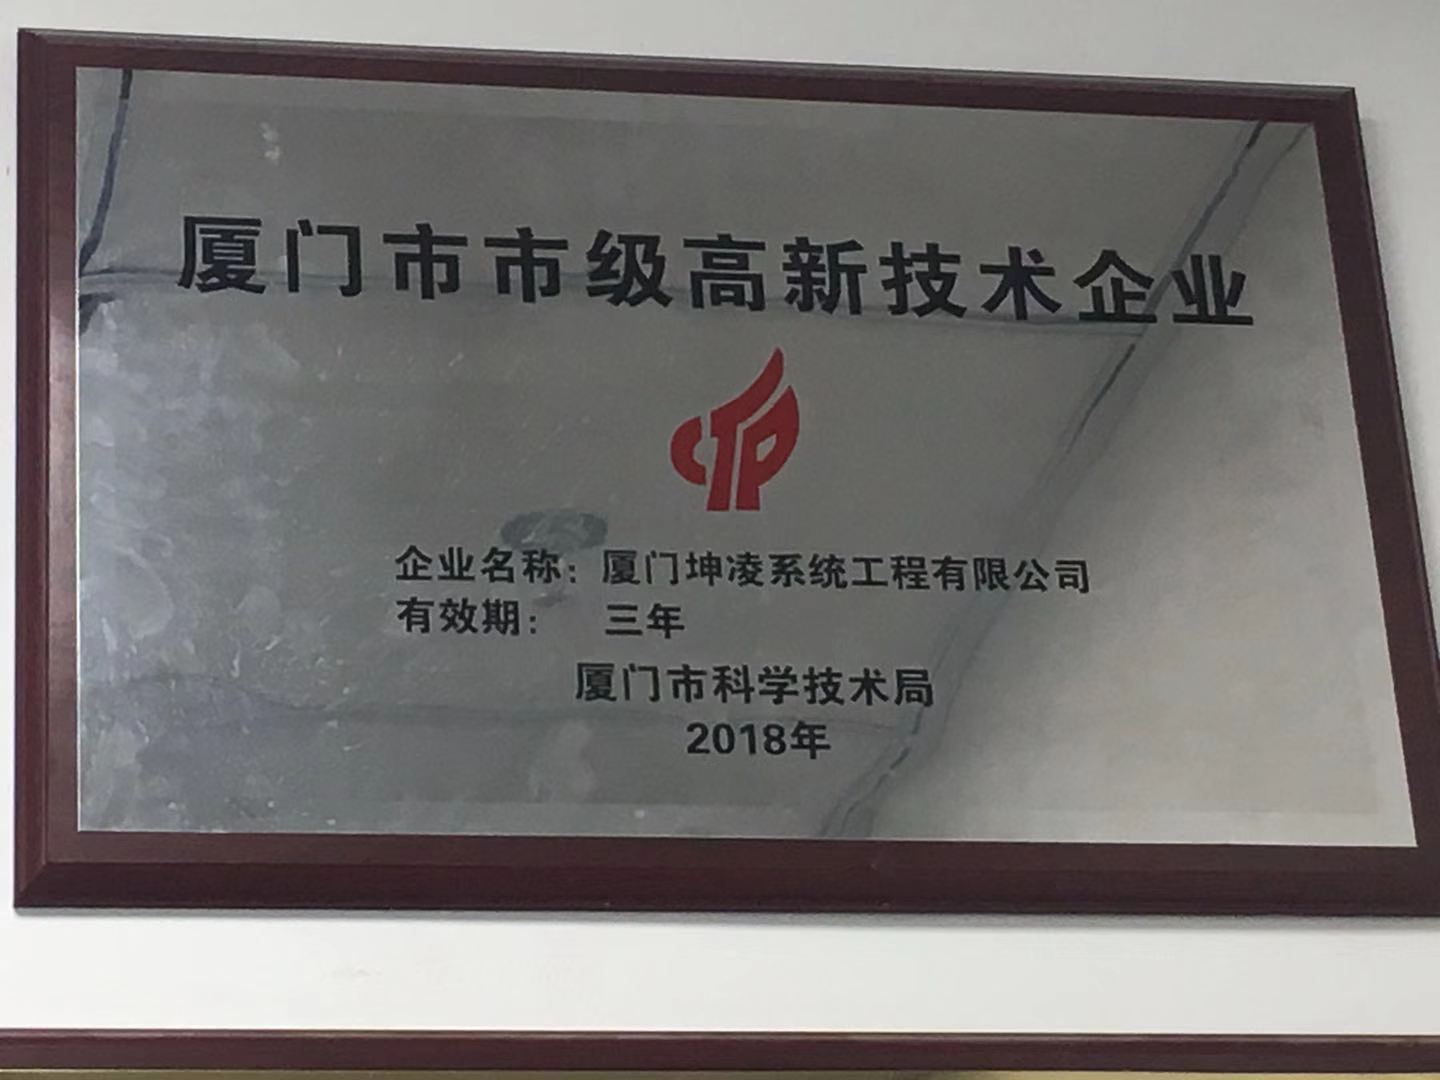 厦门市市级高新技术企业
企业名称：厦门坤凌系统工程有限公司
有效期： 三年
厦门市科学技术局
2018年